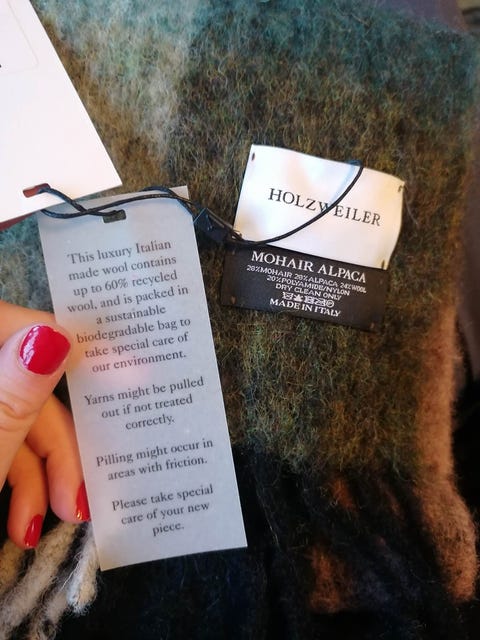 HOLZWEILER
MOHAIR ALPACA
28%MOHAIR 28%ALPACA 24%WOOL
20%POLYAMIDE/NYLON
DRY CLEAN ONLY
MADE IN ITALY
This luxury Italian
made wool contains
up to 60% recycled
wool, and is packed in
a sustainable
biodegradable bag to
take special care of
our environment.
Yarns might be pulled
out if not treated
correctly.
Pilling might occur in
areas with friction.
Please take special
care of your new
piece.